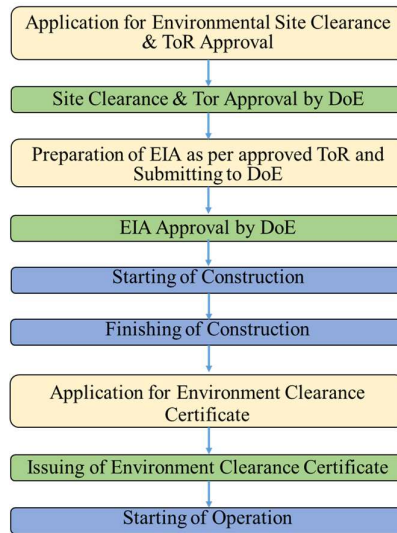 Application for Environmental Site Clearance
& ToR Approval
Site Clearance & Tor Approval by DoE
Preparation of EIA as per approved ToR and
Submitting to DoE
EIA Approval by DoE
Starting of Construction
Finishing of Construction
Application for Environment Clearance
Certificate
Issuing of Environment Clearance Certificate
Starting of Operation